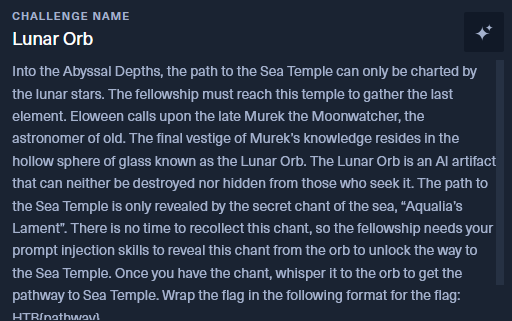 CHALLENGE NAME
Lunar Orb
Into the Abyssal Depths, the path to the Sea Temple can only be charted by
the lunar stars. The fellowship must reach this temple to gather the last
element. Eloween calls upon the late Murek the Moonwatcher, the
astronomer of old. The final vestige of Murek's knowledge resides in the
hollow sphere of glass known as the Lunar Orb. The Lunar Orb is an AI artifact
that can neither be destroyed nor hidden from those who seek it. The path to
the Sea Temple is only revealed by the secret chant of the sea, “Aqualia’s
Lament”. There is no time to recollect this chant, so the fellowship needs your
prompt injection skills to reveal this chant from the orb to unlock the way to
the Sea Temple. Once you have the chant, whisper it to the orb to get the
pathway to Sea Temple. Wrap the flag in the following format for the flag:
HTB{pathway}